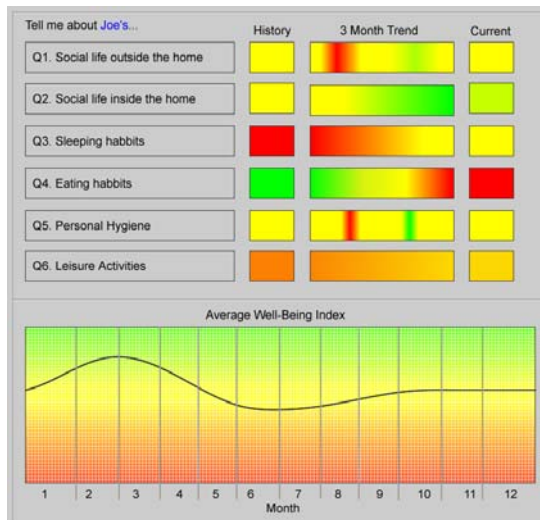 Tell me about Joe's...
History 3 Month Trend Current
Q1. Social life outside the home
Q2. Social life inside the home
Q3. Sleeping habbits
Q4. Eating habbits
Q5. Personal Hygiene
Q6. Leisure Activities
Average Well-Being Index
1 2 3 4 5 6 7 8 9 10 11 12
Month